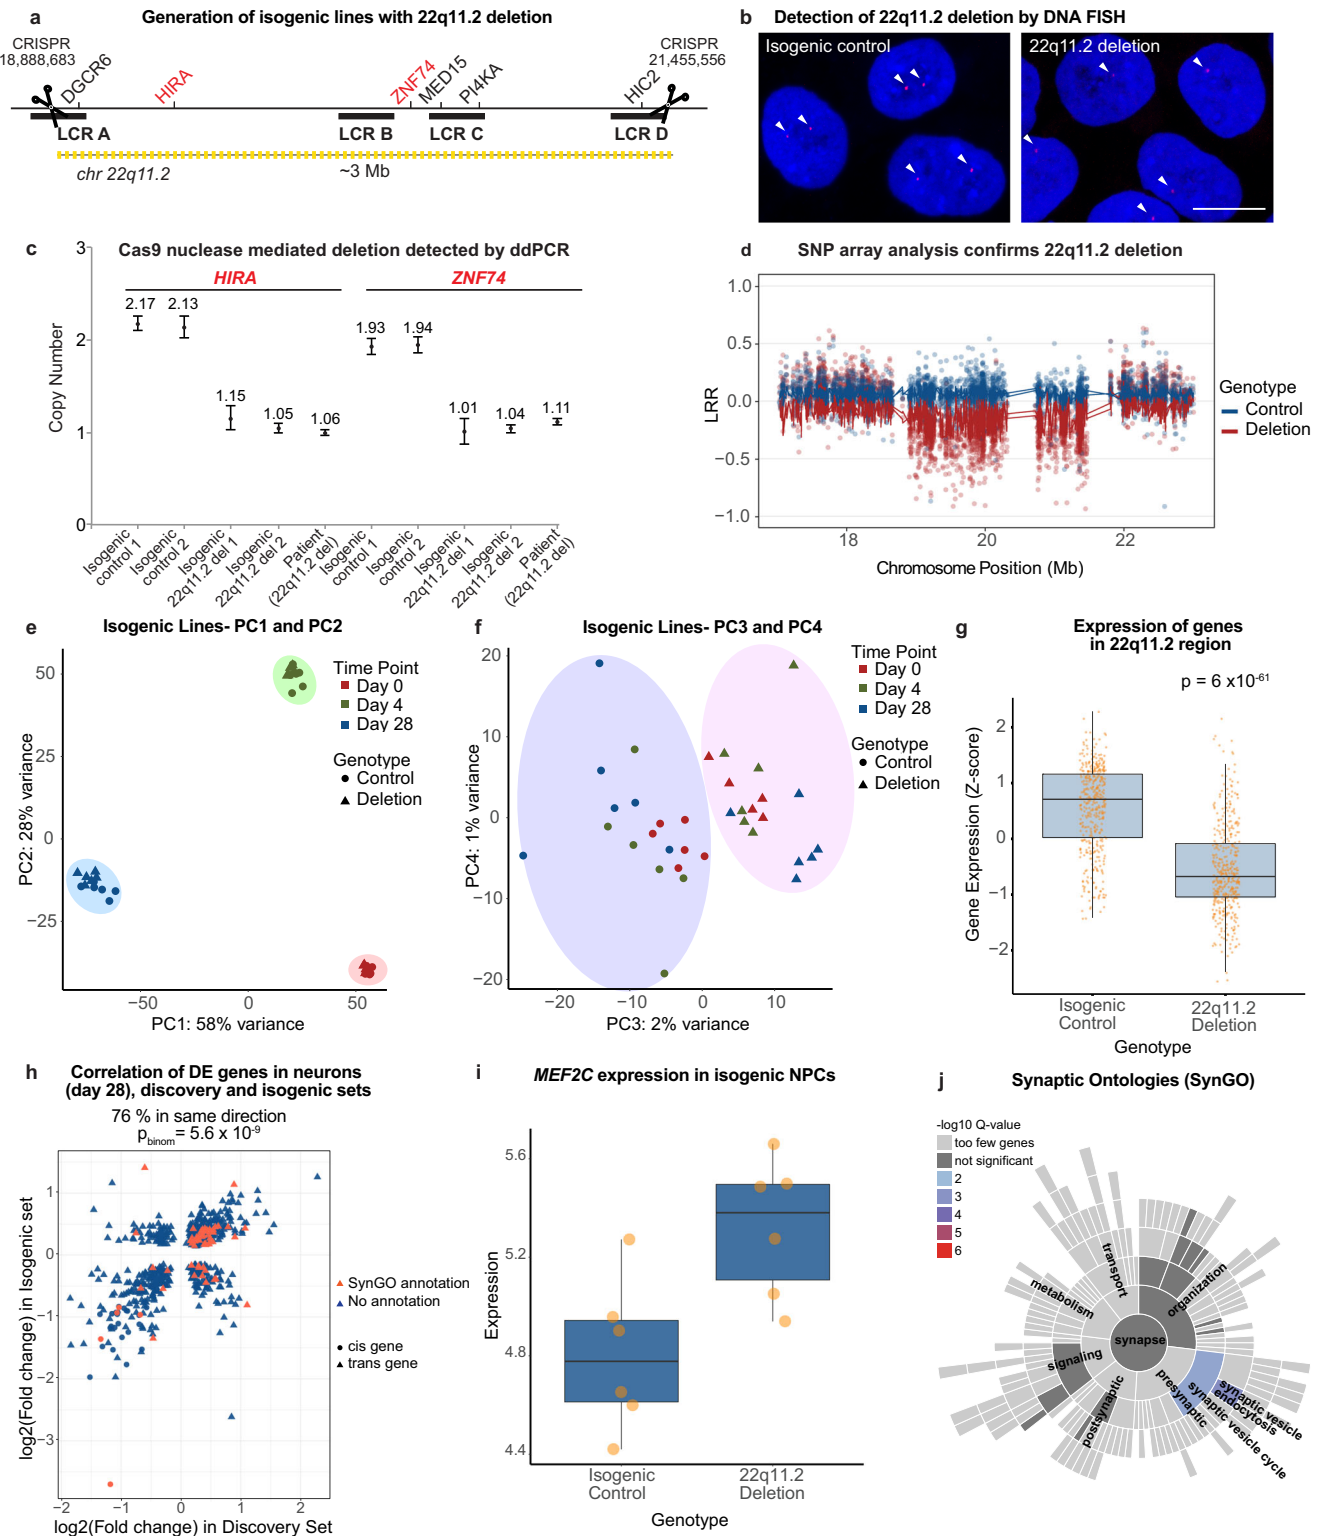 a Generation of isogenic lines with 22q11.2 deletion
CRISPR
18,888,683
DGCR6
HIRA
ZNF74
MED15
PI4KA
HIC2
CRISPR
21,455,556
LCR A
LCR B
LCR C
LCR D
chr 22q11.2
~3 Mb
b Detection of 22q11.2 deletion by DNA FISH
Isogenic control
22q11.2 deletion
c Cas9 nuclease mediated deletion detected by ddPCR
HIRA
ZNF74
Copy Number
3
2
1
0
2.17
2.13
1.15
1.05
1.06
1.93
1.94
1.01
1.04
1.11
Isogenic
control 1
Isogenic
control 2
Isogenic
22q11.2 del 1
Isogenic
22q11.2 del 2
Patient
(22q11.2 del)
Isogenic
control 1
Isogenic
control 2
Isogenic
22q11.2 del 1
Isogenic
22q11.2 del 2
Patient
(22q11.2 del)
d SNP array analysis confirms 22q11.2 deletion
LRR
1.0
0.5
0.0
−0.5
−1.0
18
20
22
Chromosome Position (Mb)
Genotype
Control
Deletion
e Isogenic Lines- PC1 and PC2
PC2: 28% variance
50
25
0
−25
−50
0
50
PC1: 58% variance
Time Point
Day 0
Day 4
Day 28
Genotype
Control
Deletion
f Isogenic Lines- PC3 and PC4
PC4: 1% variance
20
10
0
−10
−20
−20
−10
0
10
PC3: 2% variance
Time Point
Day 0
Day 4
Day 28
Genotype
Control
Deletion
g Expression of genes
in 22q11.2 region
p = 6 x10-61
Gene Expression (Z-score)
2
1
0
−1
−2
Isogenic
Control
22q11.2
Deletion
Genotype
h Correlation of DE genes in neurons
(day 28), discovery and isogenic sets
76 % in same direction
pbinom= 5.6 x 10-9
log2(Fold change) in Isogenic set
1
0
−1
−2
−3
−2
−1
0
1
2
log2(Fold change) in Discovery Set
SynGO annotation
No annotation
cis gene
trans gene
i MEF2C expression in isogenic NPCs
Expression
5.6
5.2
4.8
4.4
Isogenic
Control
22q11.2
Deletion
Genotype
j Synaptic Ontologies (SynGO)
-log10 Q-value
too few genes
not significant
2
3
4
5
6
transport
organization
metabolism
synapse
signaling
presynaptic
postsynaptic
synaptic vesicle
endocytosis
synaptic vesicle cycle